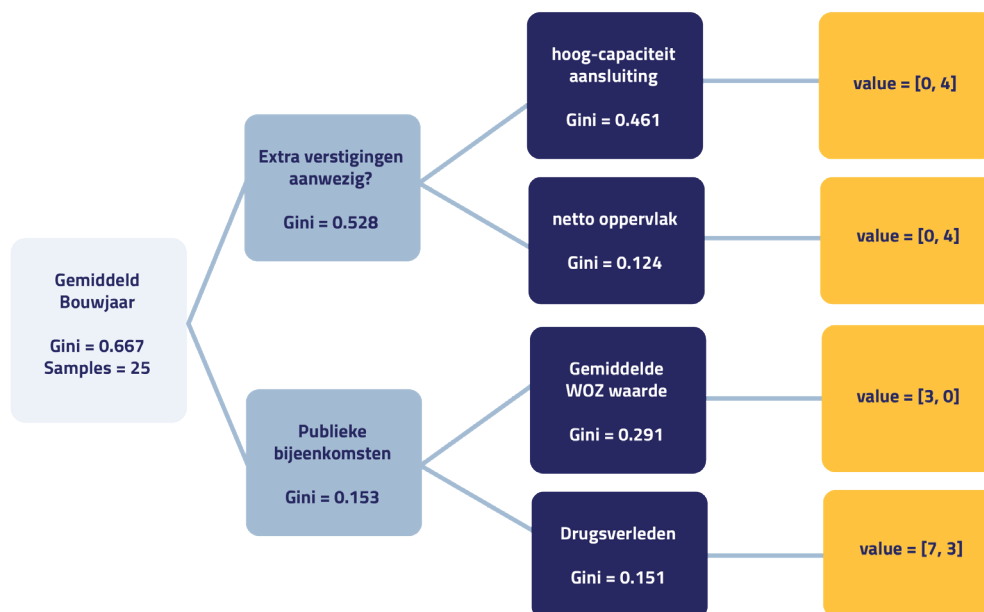 Gemiddeld
Bouwjaar
Gini = 0.667
Samples = 25
Extra verstigingen
aanwezig?
Gini = 0.528
Publieke
bijeenkomsten
Gini = 0.153
hoog-capaciteit
aansluiting
Gini = 0.461
netto oppervlak
Gini = 0.124
Gemiddelde
WOZ waarde
Gini = 0.291
Drugsverleden
Gini = 0.151
value = [0, 4]
value = [0, 4]
value = [3, 0]
value = [7, 3]